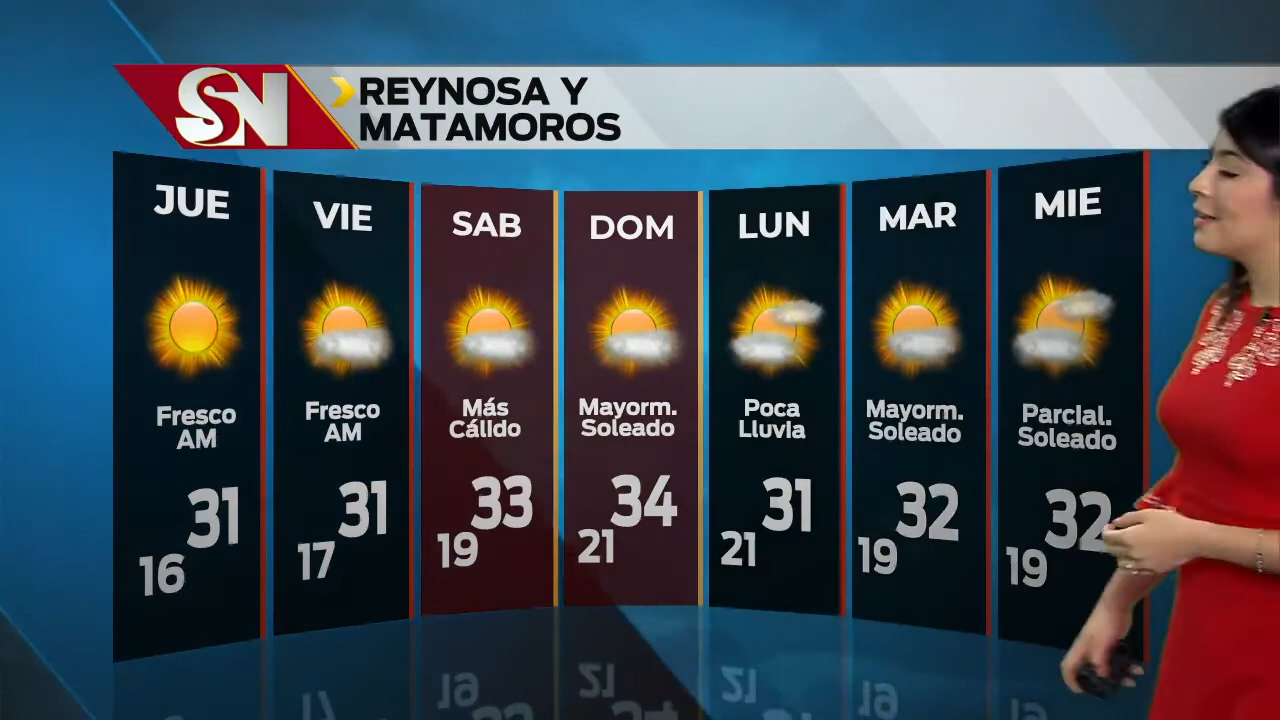 SN
REYNOSA Y
MATAMOROS
JUE
Fresco
AM
31
16
VIE
Fresco
AM
31
17
SAB
Más
Cálido
33
19
DOM
Mayorm.
Soleado
34
21
LUN
Poca
Lluvia
31
21
MAR
Mayorm.
Soleado
32
19
MIE
Parcial.
Soleado
32
19